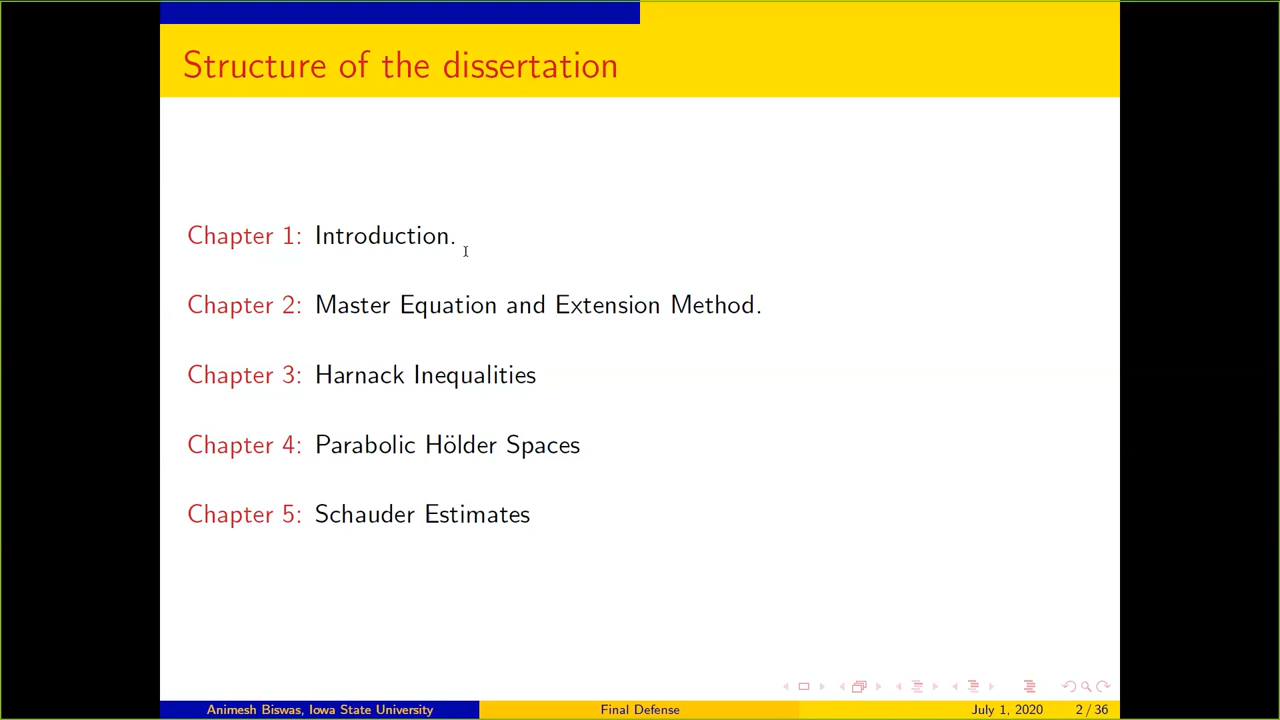 Structure of the dissertation
Chapter 1: Introduction.
Chapter 2: Master Equation and Extension Method.
Chapter 3: Harnack Inequalities
Chapter 4: Parabolic Hölder Spaces
Chapter 5: Schauder Estimates
Animesh Biswas, Iowa State University Final Defense July 1, 2020 2 / 36